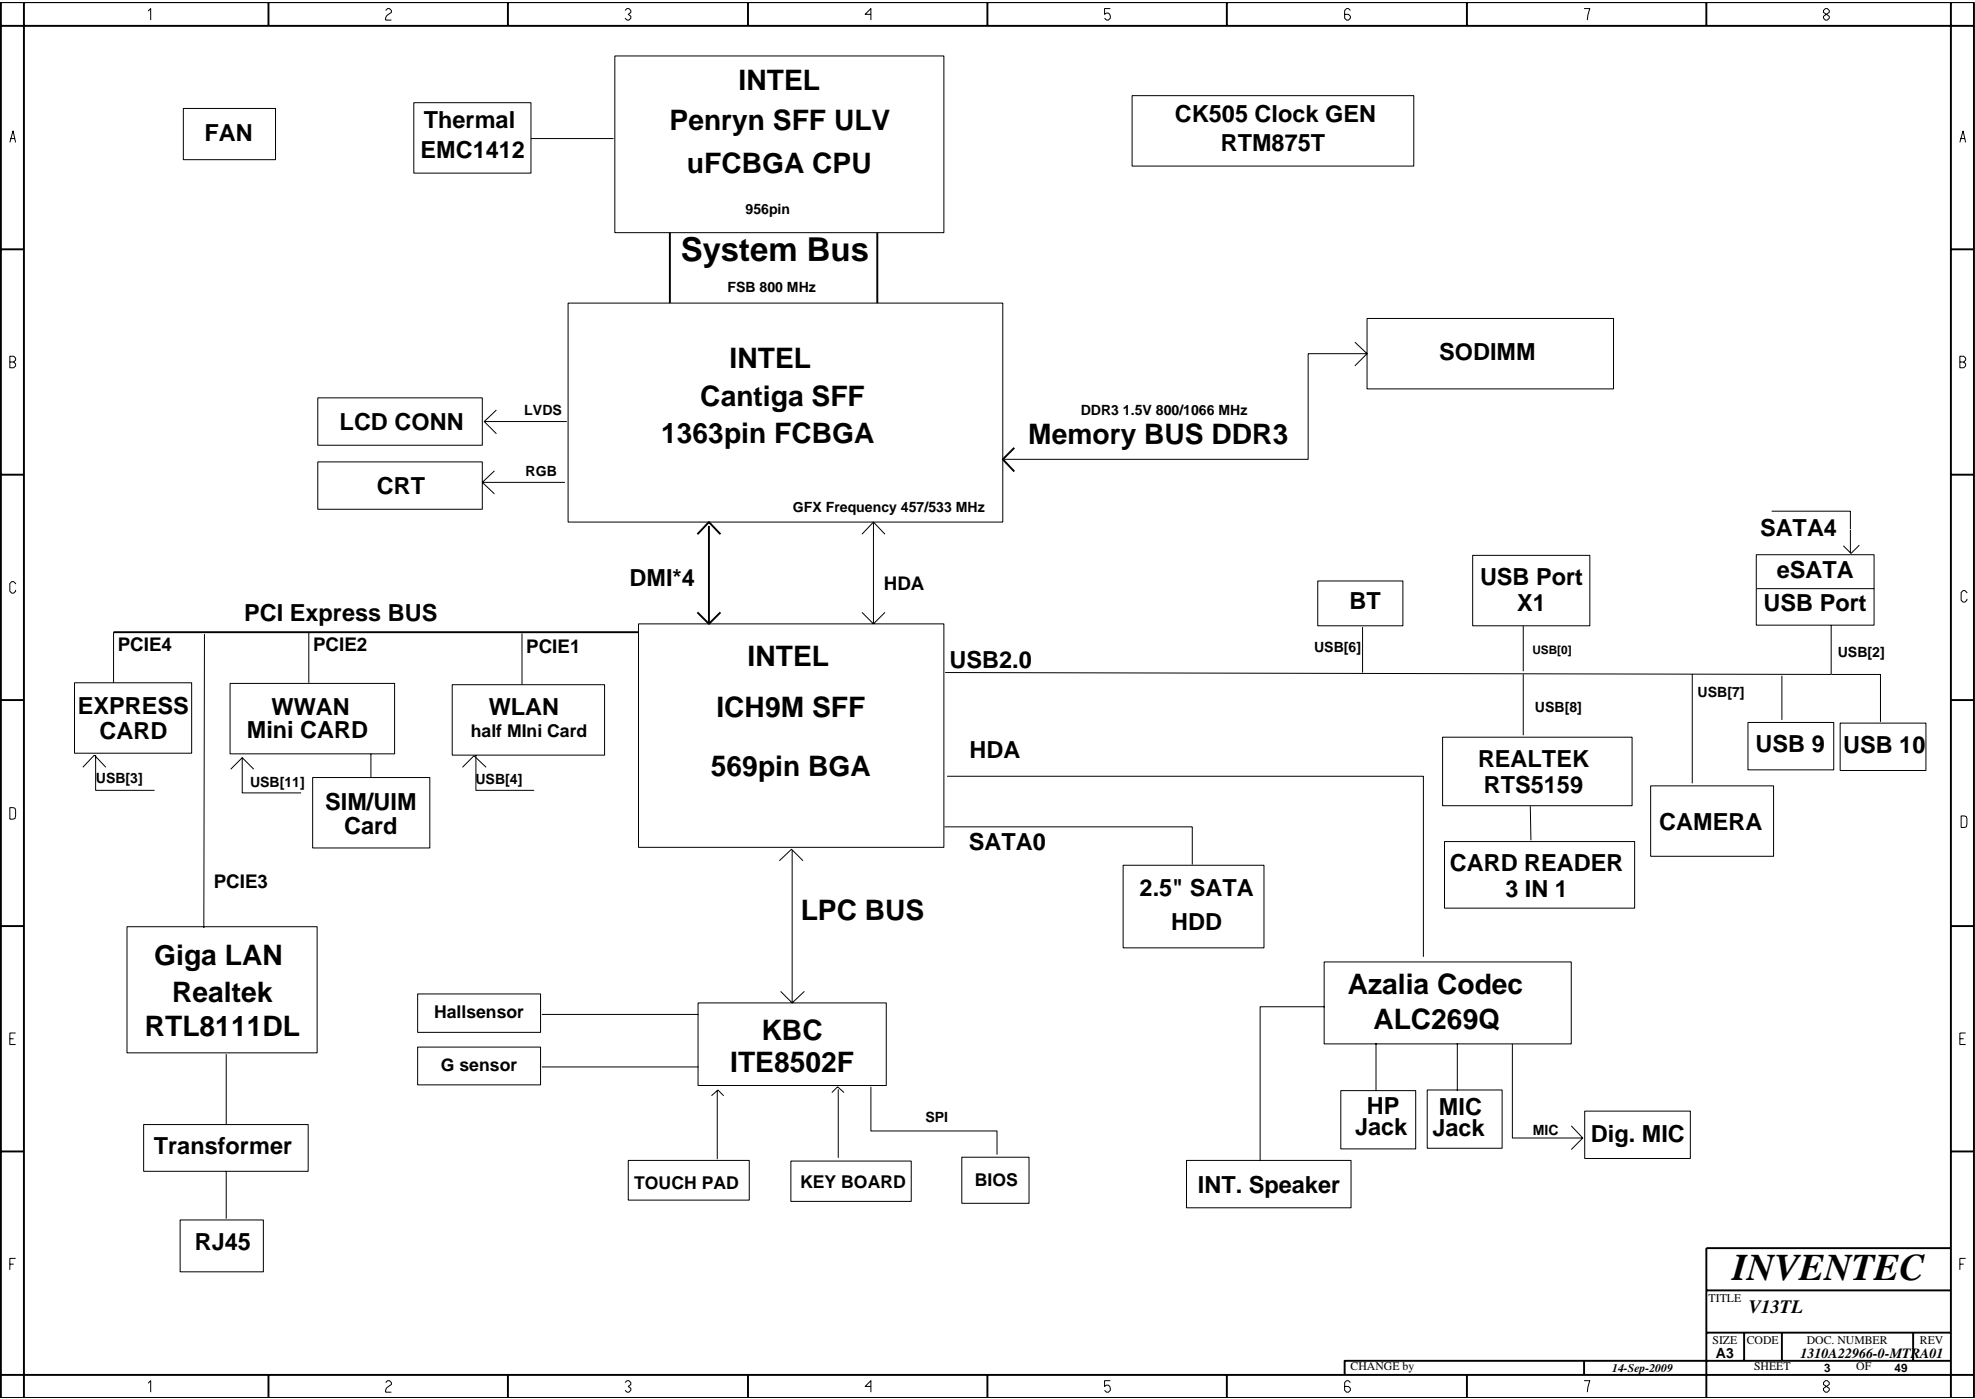 1 2 3 4 5 6 7 8
A
B
C
D
E
F
A
B
C
D
E
F
FAN
Thermal
EMC1412
INTEL
Penryn SFF ULV
uFCBGA CPU
956pin
CK505 Clock GEN
RTM875T
System Bus
FSB 800 MHz
INTEL
Cantiga SFF
1363pin FCBGA
GFX Frequency 457/533 MHz
LCD CONN
LVDS
CRT
RGB
DDR3 1.5V 800/1066 MHz
Memory BUS DDR3
SODIMM
DMI*4
HDA
PCI Express BUS
PCIE4
PCIE2
PCIE1
EXPRESS
CARD
USB[3]
WWAN
Mini CARD
USB[11]
SIM/UIM
Card
WLAN
half MIni Card
USB[4]
PCIE3
INTEL
ICH9M SFF
569pin BGA
USB2.0
HDA
SATA0
BT
USB[6]
USB Port
X1
USB[0]
SATA4
eSATA
USB Port
USB[2]
USB[8]
USB[7]
REALTEK
RTS5159
CARD READER
3 IN 1
CAMERA
USB 9
USB 10
2.5" SATA
HDD
LPC BUS
Giga LAN
Realtek
RTL8111DL
Transformer
RJ45
Hallsensor
G sensor
KBC
ITE8502F
SPI
TOUCH PAD
KEY BOARD
BIOS
Azalia Codec
ALC269Q
HP
Jack
MIC
Jack
MIC
Dig. MIC
INT. Speaker
INVENTEC
TITLE V13TL
SIZE CODE DOC. NUMBER REV
A3 1310A22966-0-MTRA01
CHANGE by 14-Sep-2009 SHEET 3 OF 49
1 2 3 4 5 6 7 8